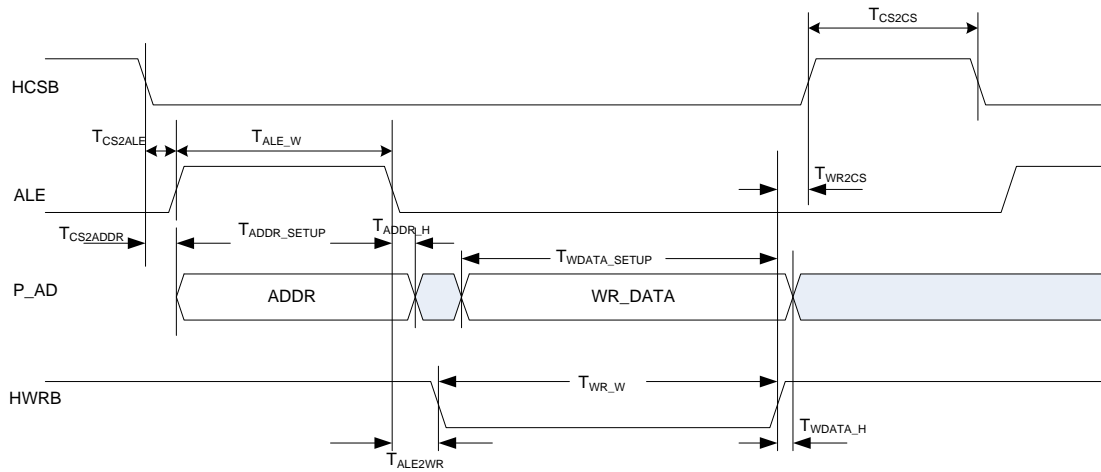 TCS2CS
HCSB
TCS2ALE
TALE_W
TWR2CS
ALE
TCS2ADDR
TADDR_SETUP
TADDR_H
TWDATA_SETUP
P_AD
ADDR
WR_DATA
HWRB
TWR_W
TWDATA_H
TALE2WR